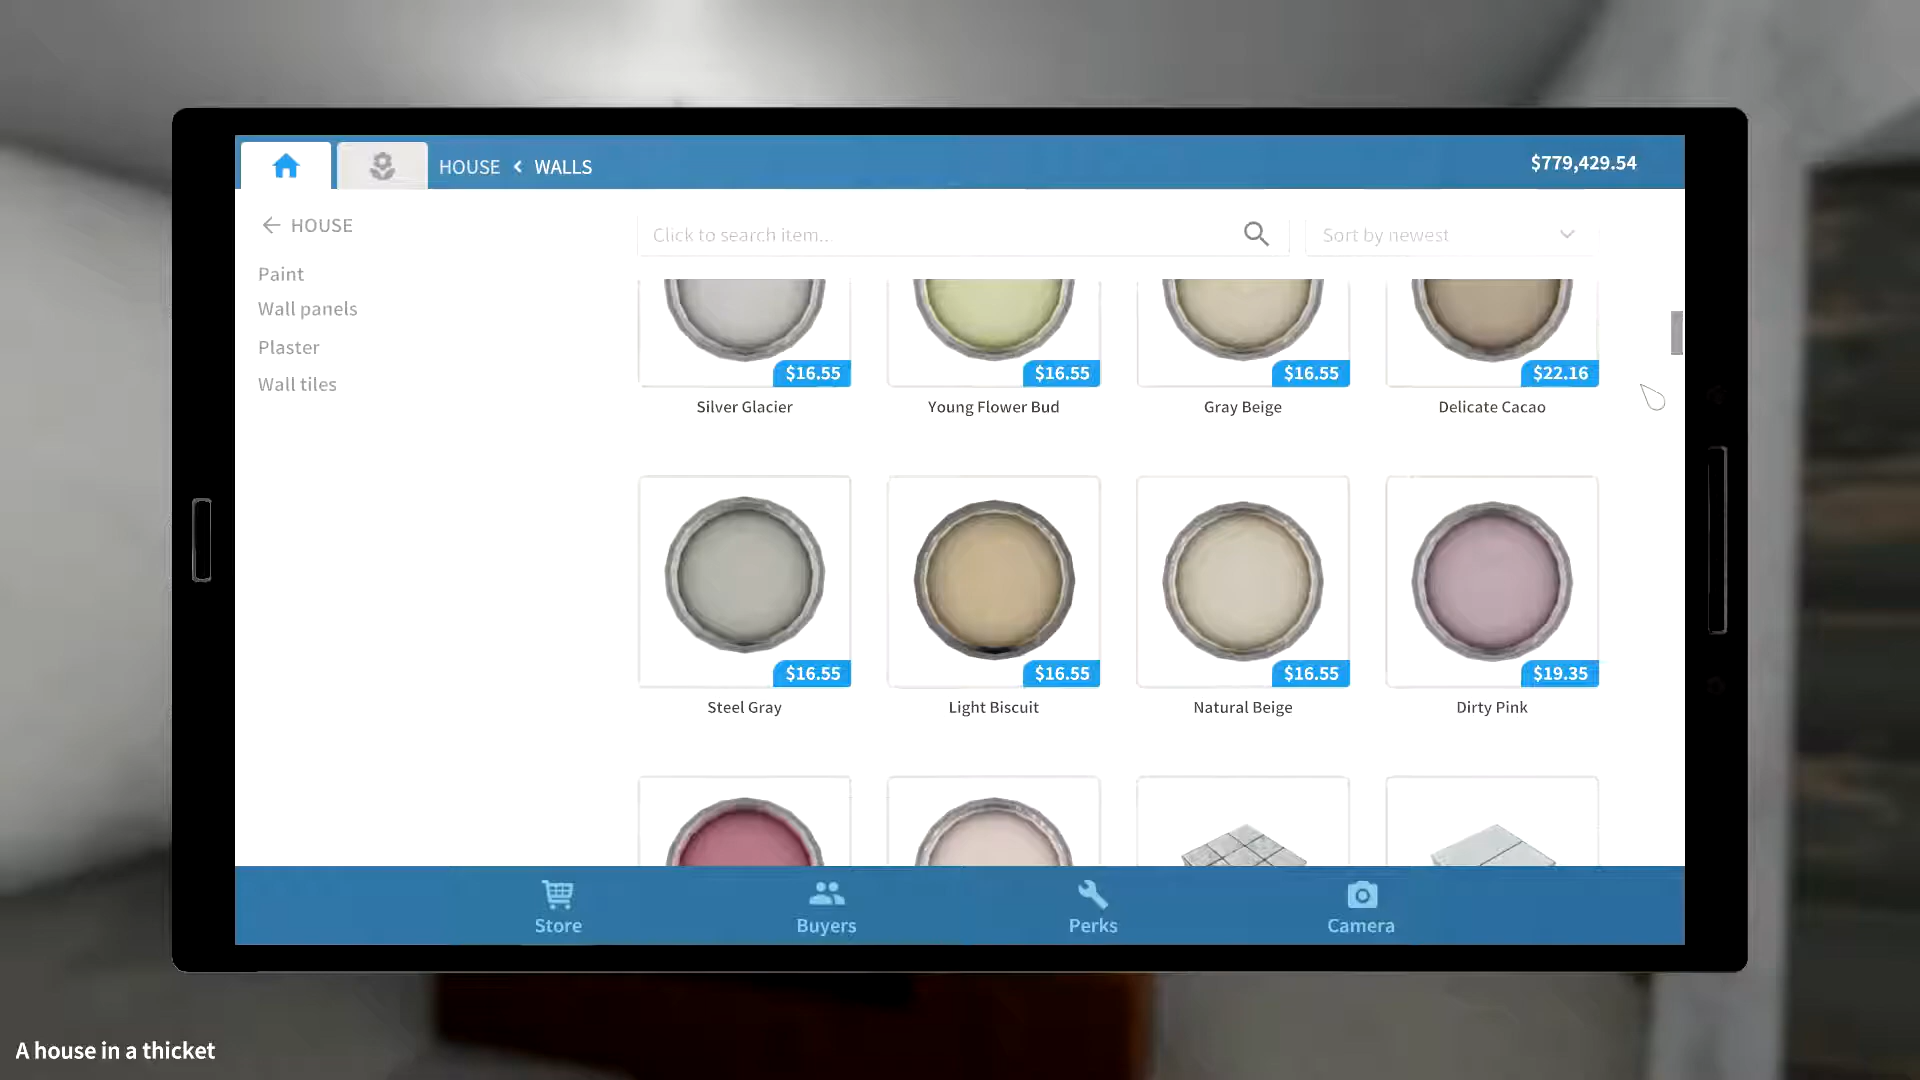 HOUSE < WALLS
$779,429.54
HOUSE
Click to search item...
Sort by newest
Paint
Wall panels
Plaster
Wall tiles
$16.55
$16.55
$16.55
$22.16
Silver Glacier
Young Flower Bud
Gray Beige
Delicate Cacao
$16.55
$16.55
$16.55
$19.35
Steel Gray
Light Biscuit
Natural Beige
Dirty Pink
Store
Buyers
Perks
Camera
A house in a thicket